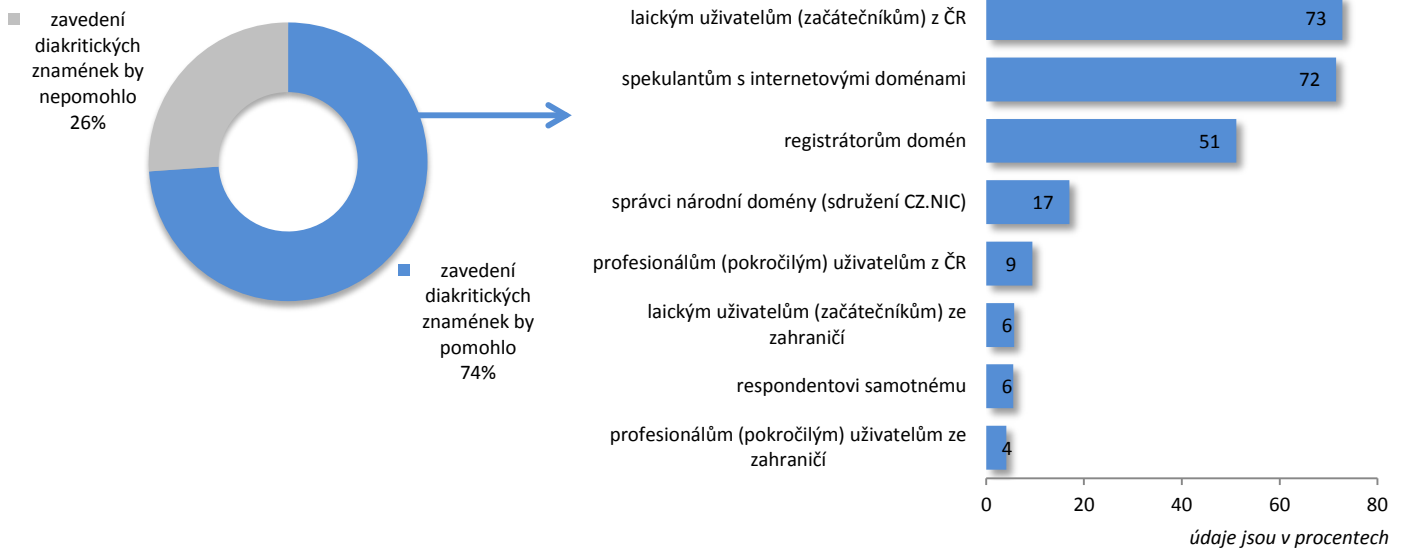 zavedení
diakritických
znamének by
nepomohlo
26%
zavedení
diakritických
znamének by
pomohlo
74%
laickým uživatelům (začátečníkům) z ČR
73
spekulantům s internetovými doménami
72
registrátorům domén
51
správci národní domény (sdružení CZ.NIC)
17
profesionálům (pokročilým) uživatelům z ČR
9
laickým uživatelům (začátečníkům) ze
zahraničí
6
respondentovi samotnému
6
profesionálům (pokročilým) uživatelům ze
zahraničí
4
0 20 40 60 80
údaje jsou v procentech